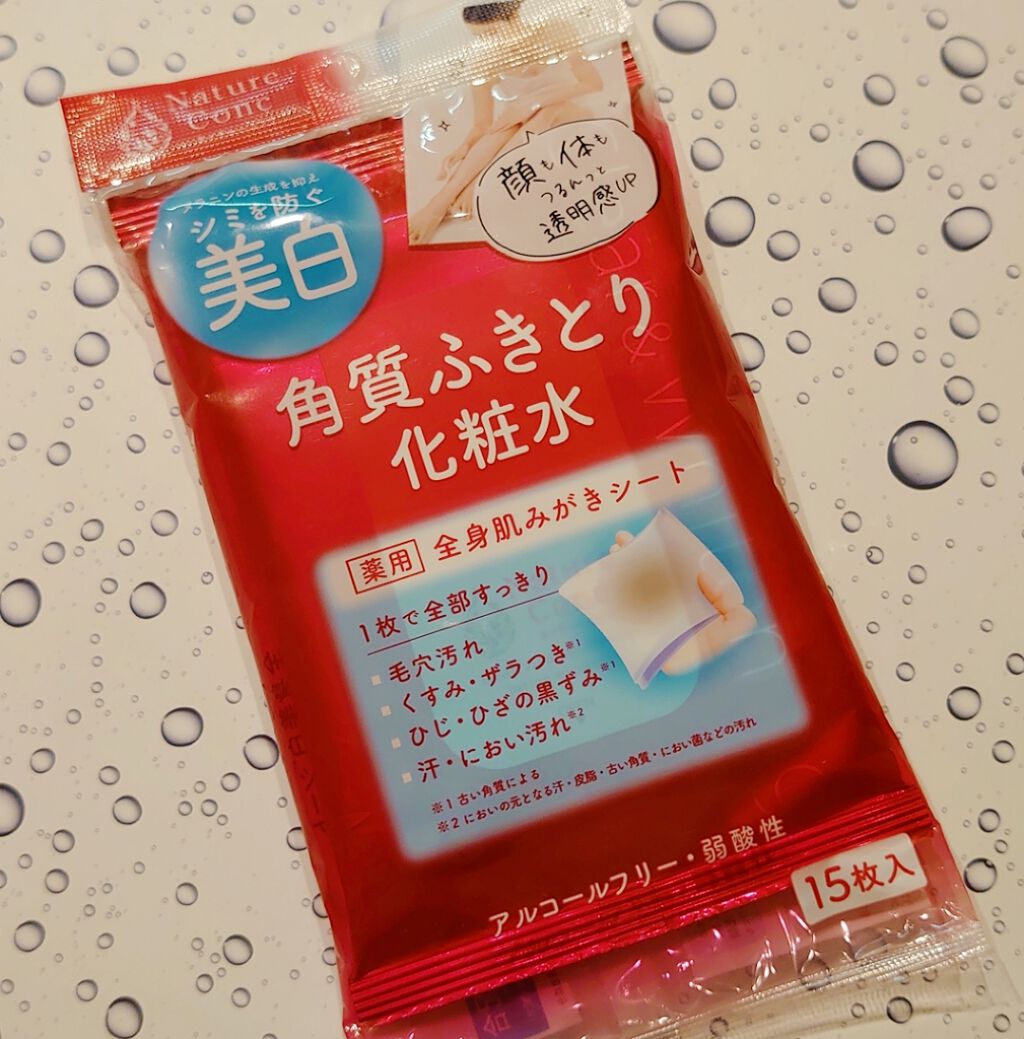 Nature
Conc
メラニンの生成を抑え
シミを防ぐ
美白
顔も体も
つるんっと
透明感UP
角質ふきとり
化粧水
薬用 全身肌みがきシート
1枚で全部すっきり
毛穴汚れ
くすみ・ザラつき※1
ひじ・ひざの黒ずみ※1
汗・におい汚れ※2
※1 古い角質による
※2 においの元となる汗・皮脂・古い角質・におい菌などの汚れ
アルコールフリー・弱酸性
15枚入